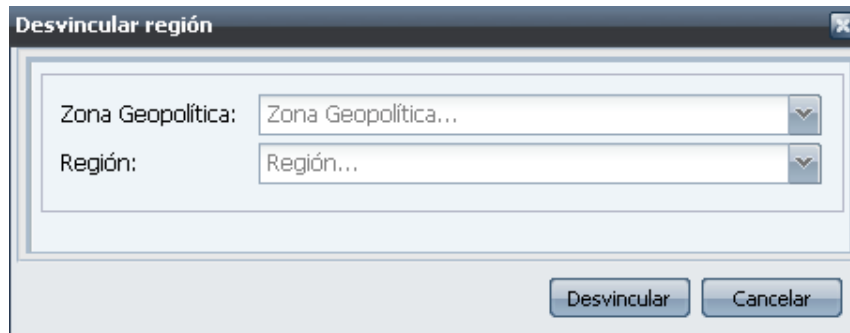 Desvincular región
Zona Geopolítica: Zona Geopolítica...
Región: Región...
Desvincular Cancelar